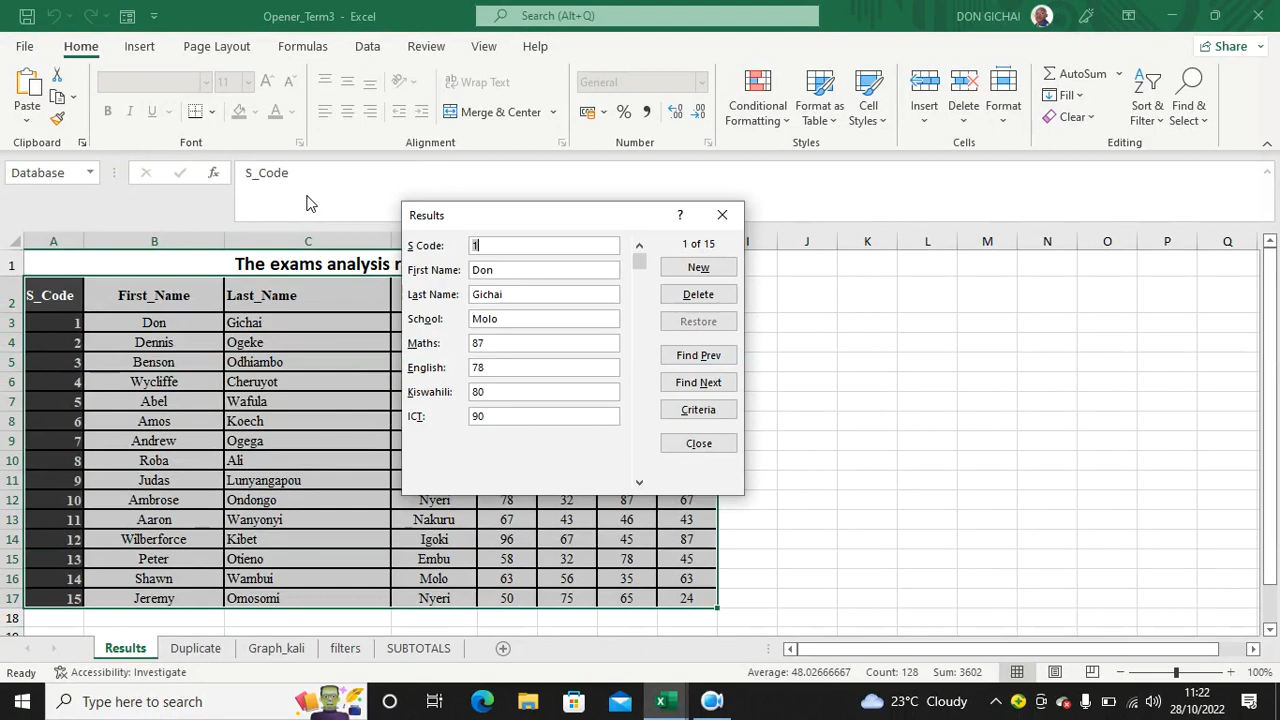 Opener_Term3 - Excel
Search (Alt+Q)
DON GICHAI
File Home Insert Page Layout Formulas Data Review View Help Share
Paste
11
Wrap Text
Merge & Center
General
Conditional Formatting
Format as Table
Cell Styles
Insert
Delete
Format
AutoSum
Fill
Clear
Sort & Filter
Find & Select
Clipboard Font Alignment Number Styles Cells Editing
Database
S_Code
A B C I J K L M N O P Q
1 The exams analysis r
2 S_Code First_Name Last_Name
3 1 Don Gichai
4 2 Dennis Ogeke
5 3 Benson Odhiambo
6 4 Wycliffe Cheruyot
7 5 Abel Wafula
8 6 Amos Koech
9 7 Andrew Ogega
10 8 Roba Ali
11 9 Judas Lunyangapou
12 10 Ambrose Ondongo Nyeri 78 32 87 67
13 11 Aaron Wanyonyi Nakuru 67 43 46 43
14 12 Wilberforce Kibet Igoki 96 67 45 87
15 13 Peter Otieno Embu 58 32 78 45
16 14 Shawn Wambui Molo 63 56 35 63
17 15 Jeremy Omosomi Nyeri 50 75 65 24
18
Results ?
S Code: 1
First Name: Don
Last Name: Gichai
School: Molo
Maths: 87
English: 78
Kiswahili: 80
ICT: 90
1 of 15
New
Delete
Restore
Find Prev
Find Next
Criteria
Close
Results Duplicate Graph_kali filters SUBTOTALS
Ready Accessibility: Investigate Average: 48.02666667 Count: 128 Sum: 3602 100%
Type here to search
23°C Cloudy
11:22
28/10/2022